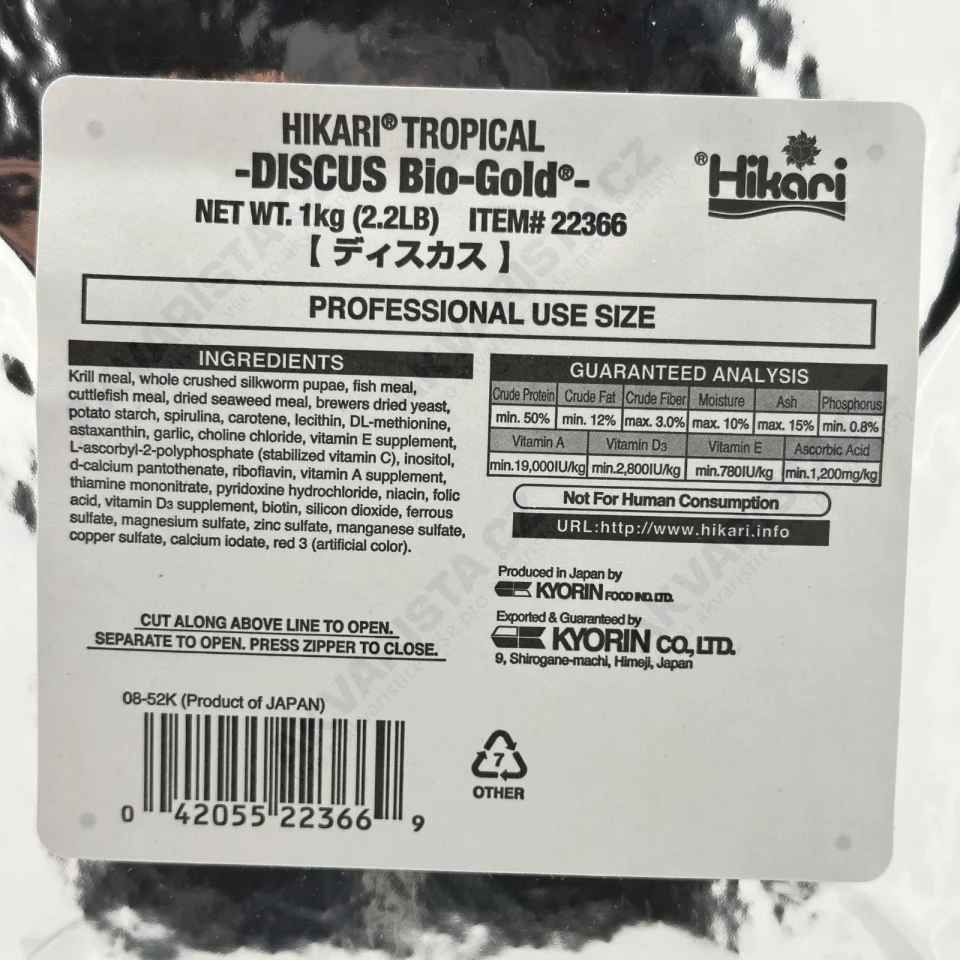 HIKARI® TROPICAL
-DISCUS Bio-Gold®-
NET WT. 1kg (2.2LB) ITEM# 22366
【 ディスカス 】
®Hikari
PROFESSIONAL USE SIZE
INGREDIENTS
Krill meal, whole crushed silkworm pupae, fish meal,
cuttlefish meal, dried seaweed meal, brewers dried yeast,
potato starch, spirulina, carotene, lecithin, DL-methionine,
astaxanthin, garlic, choline chloride, vitamin E supplement,
L-ascorbyl-2-polyphosphate (stabilized vitamin C), inositol,
d-calcium pantothenate, riboflavin, vitamin A supplement,
thiamine mononitrate, pyridoxine hydrochloride, niacin, folic
acid, vitamin D3 supplement, biotin, silicon dioxide, ferrous
sulfate, magnesium sulfate, zinc sulfate, manganese sulfate,
copper sulfate, calcium iodate, red 3 (artificial color).
GUARANTEED ANALYSIS
Crude Protein Crude Fat Crude Fiber Moisture Ash Phosphorus
min. 50% min. 12% max. 3.0% max. 10% max. 15% min. 0.8%
Vitamin A Vitamin D3 Vitamin E Ascorbic Acid
min.19,000IU/kg min.2,800IU/kg min.780IU/kg min.1,200mg/kg
Not For Human Consumption
URL:http://www.hikari.info
Produced in Japan by
KYORIN FOOD IND. LTD.
Exported & Guaranteed by
KYORIN CO., LTD.
9, Shirogane-machi, Himeji, Japan
CUT ALONG ABOVE LINE TO OPEN.
SEPARATE TO OPEN. PRESS ZIPPER TO CLOSE.
08-52K (Product of JAPAN)
0 42055 22366 9
7
OTHER
AKVARISTA.CZ